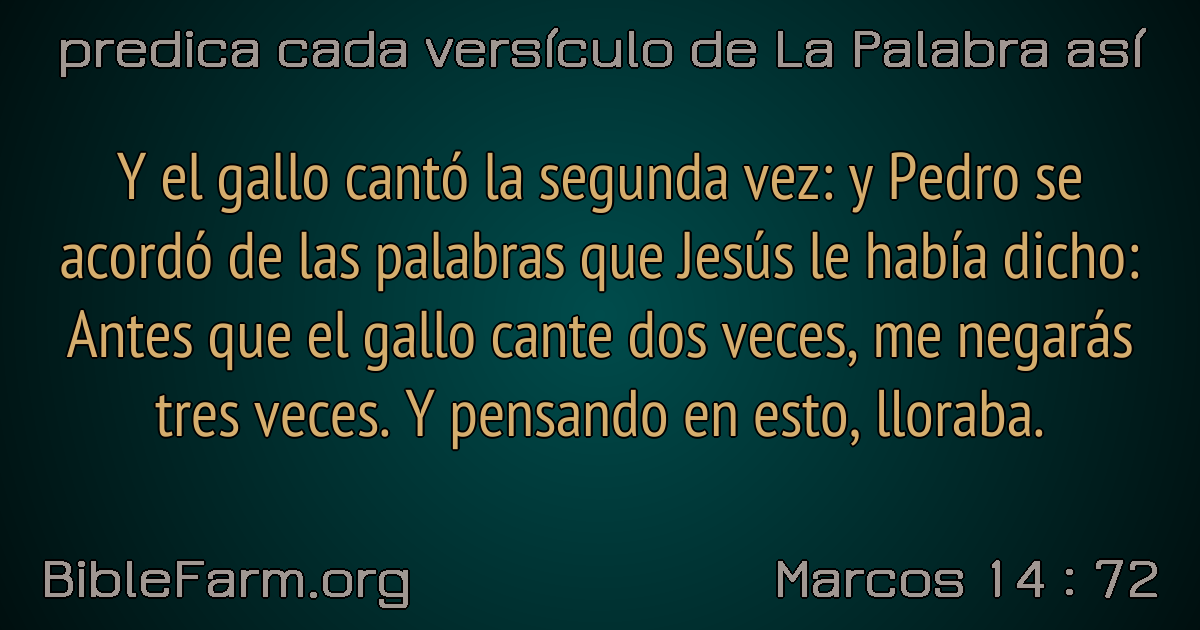 predica cada versículo de La Palabra así
Y el gallo cantó la segunda vez: y Pedro se
acordó de las palabras que Jesús le había dicho:
Antes que el gallo cante dos veces, me negarás
tres veces. Y pensando en esto, lloraba.
BibleFarm.org
Marcos 14 : 72